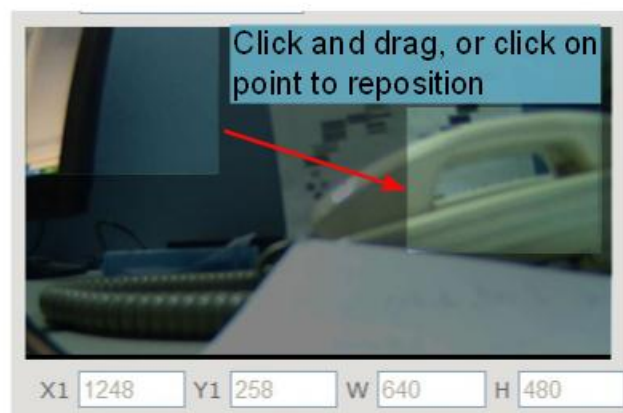 Click and drag, or click on
point to reposition
X1 1248 Y1 258 W 640 H 480